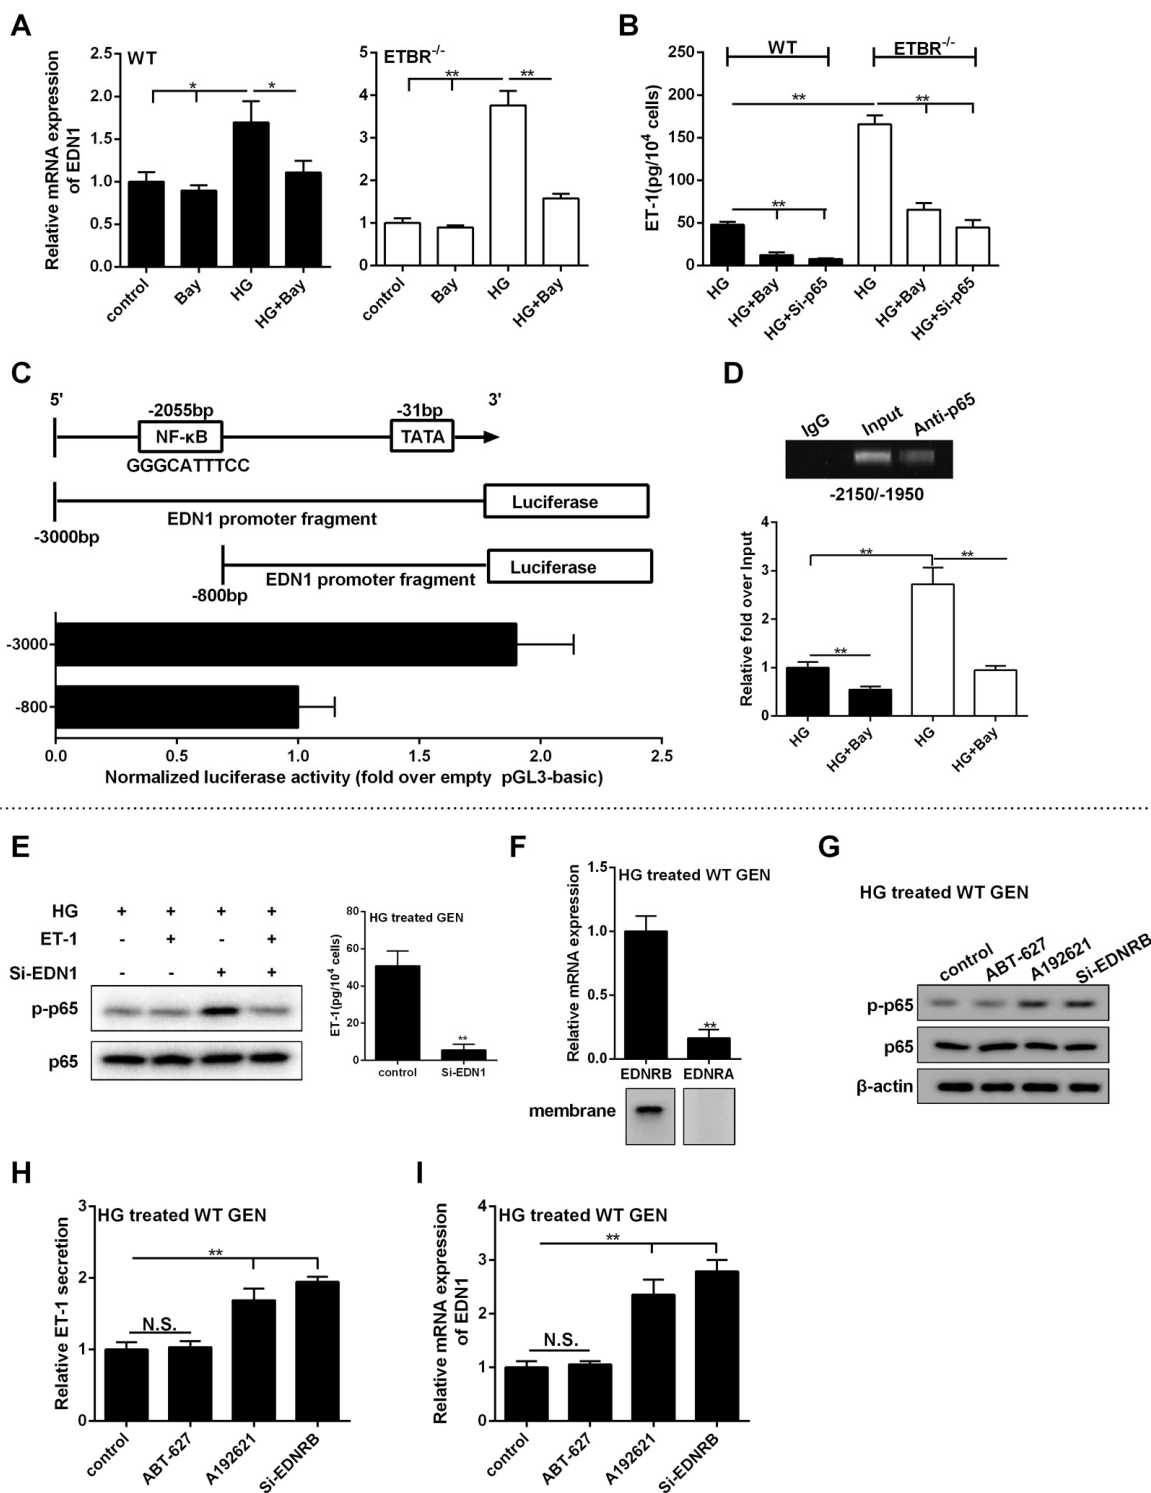 A
WT
Relative mRNA expression
of EDN1
2.5
2.0
1.5
1.0
0.5
0.0
*
*
control
Bay
HG
HG+Bay
ETBR-/-
5
4
3
2
1
0
**
**
control
Bay
HG
HG+Bay
B
ET-1(pg/10⁴ cells)
250
200
150
100
50
0
WT
ETBR-/-
**
**
**
HG
HG+Bay
HG+Si-p65
HG
HG+Bay
HG+Si-p65
C
5'
-2055bp
-31bp
3'
NF-κB
TATA
GGGCATTTCC
Luciferase
EDN1 promoter fragment
-3000bp
Luciferase
EDN1 promoter fragment
-800bp
-3000
-800
0.0
0.5
1.0
1.5
2.0
2.5
Normalized luciferase activity (fold over empty pGL3-basic)
D
IgG
Input
Anti-p65
-2150/-1950
Relative fold over Input
4
3
2
1
0
**
**
**
HG
HG+Bay
HG
HG+Bay
E
HG + + + +
ET-1 - + - +
Si-EDN1 - - + +
p-p65
p65
HG treated GEN
ET-1(pg/10⁴ cells)
80
60
40
20
0
**
control
Si-EDN1
F
HG treated WT GEN
Relative mRNA expression
1.5
1.0
0.5
0.0
**
EDNRB
EDNRA
membrane
G
HG treated WT GEN
control
ABT-627
A192621
Si-EDNRB
p-p65
p65
β-actin
H
HG treated WT GEN
Relative ET-1 secretion
3
2
1
0
**
N.S.
control
ABT-627
A192621
Si-EDNRB
I
HG treated WT GEN
Relative mRNA expression
of EDN1
4
3
2
1
0
**
N.S.
control
ABT-627
A192621
Si-EDNRB